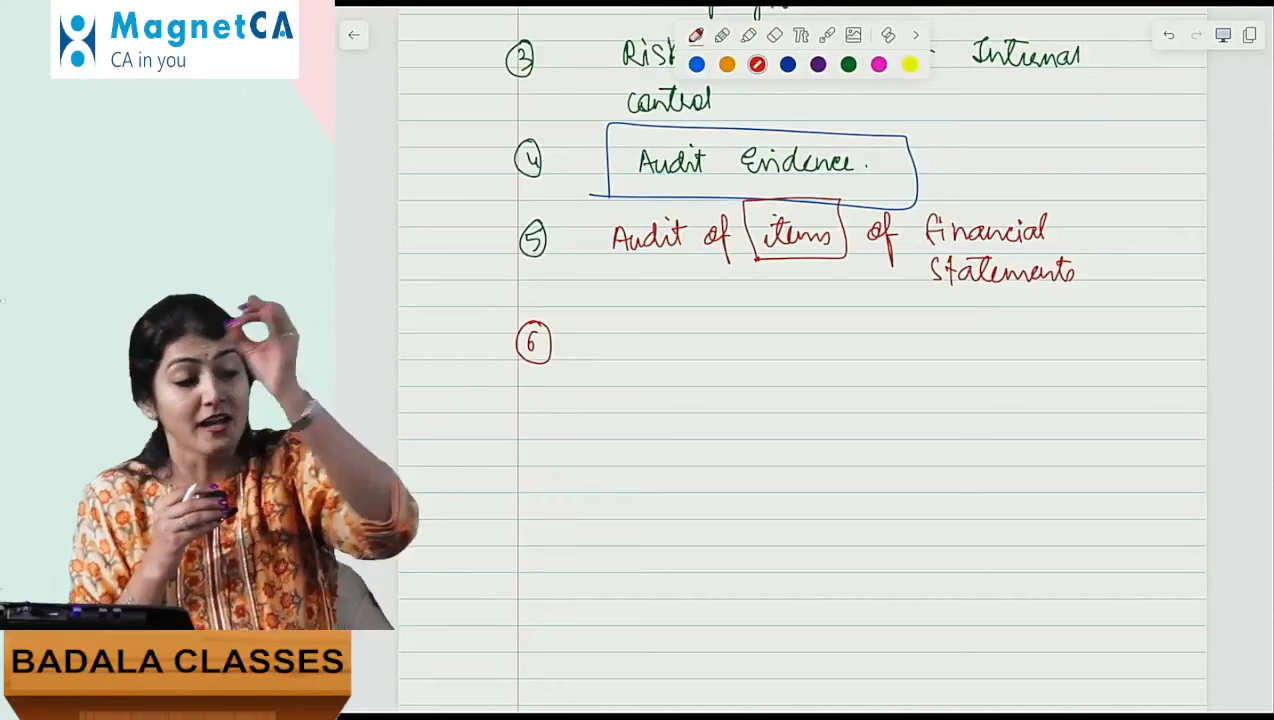 MagnetCA
CA in you
③ Internal
control
④ Audit Evidence.
⑤ Audit of items of financial
statements
⑥
BADALA CLASSES